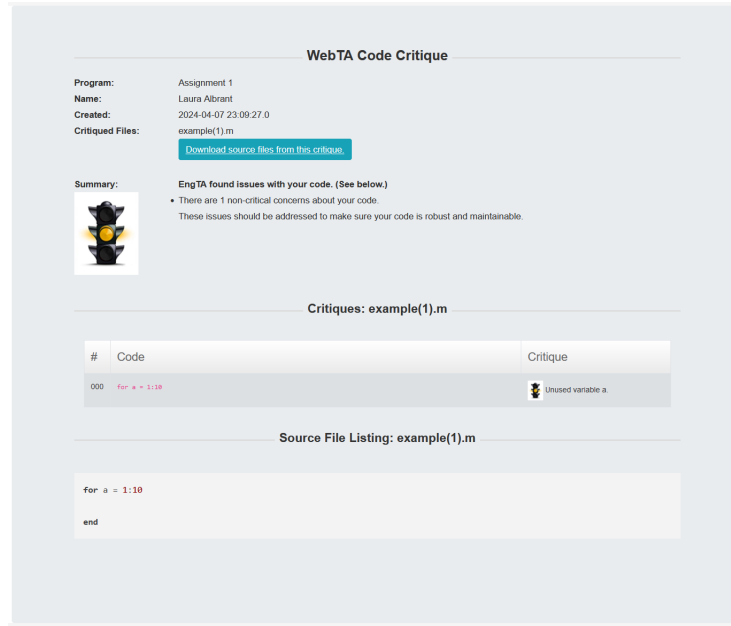 WebTA Code Critique
Program: Assignment 1
Name: Laura Albrant
Created: 2024-04-07 23:09:27.0
Critiqued Files: example(1).m
Download source files from this critique.
Summary: EngTA found issues with your code. (See below.)
• There are 1 non-critical concerns about your code.
These issues should be addressed to make sure your code is robust and maintainable.
Critiques: example(1).m
# Code Critique
000 for a = 1:10 Unused variable a.
Source File Listing: example(1).m
for a = 1:10
end